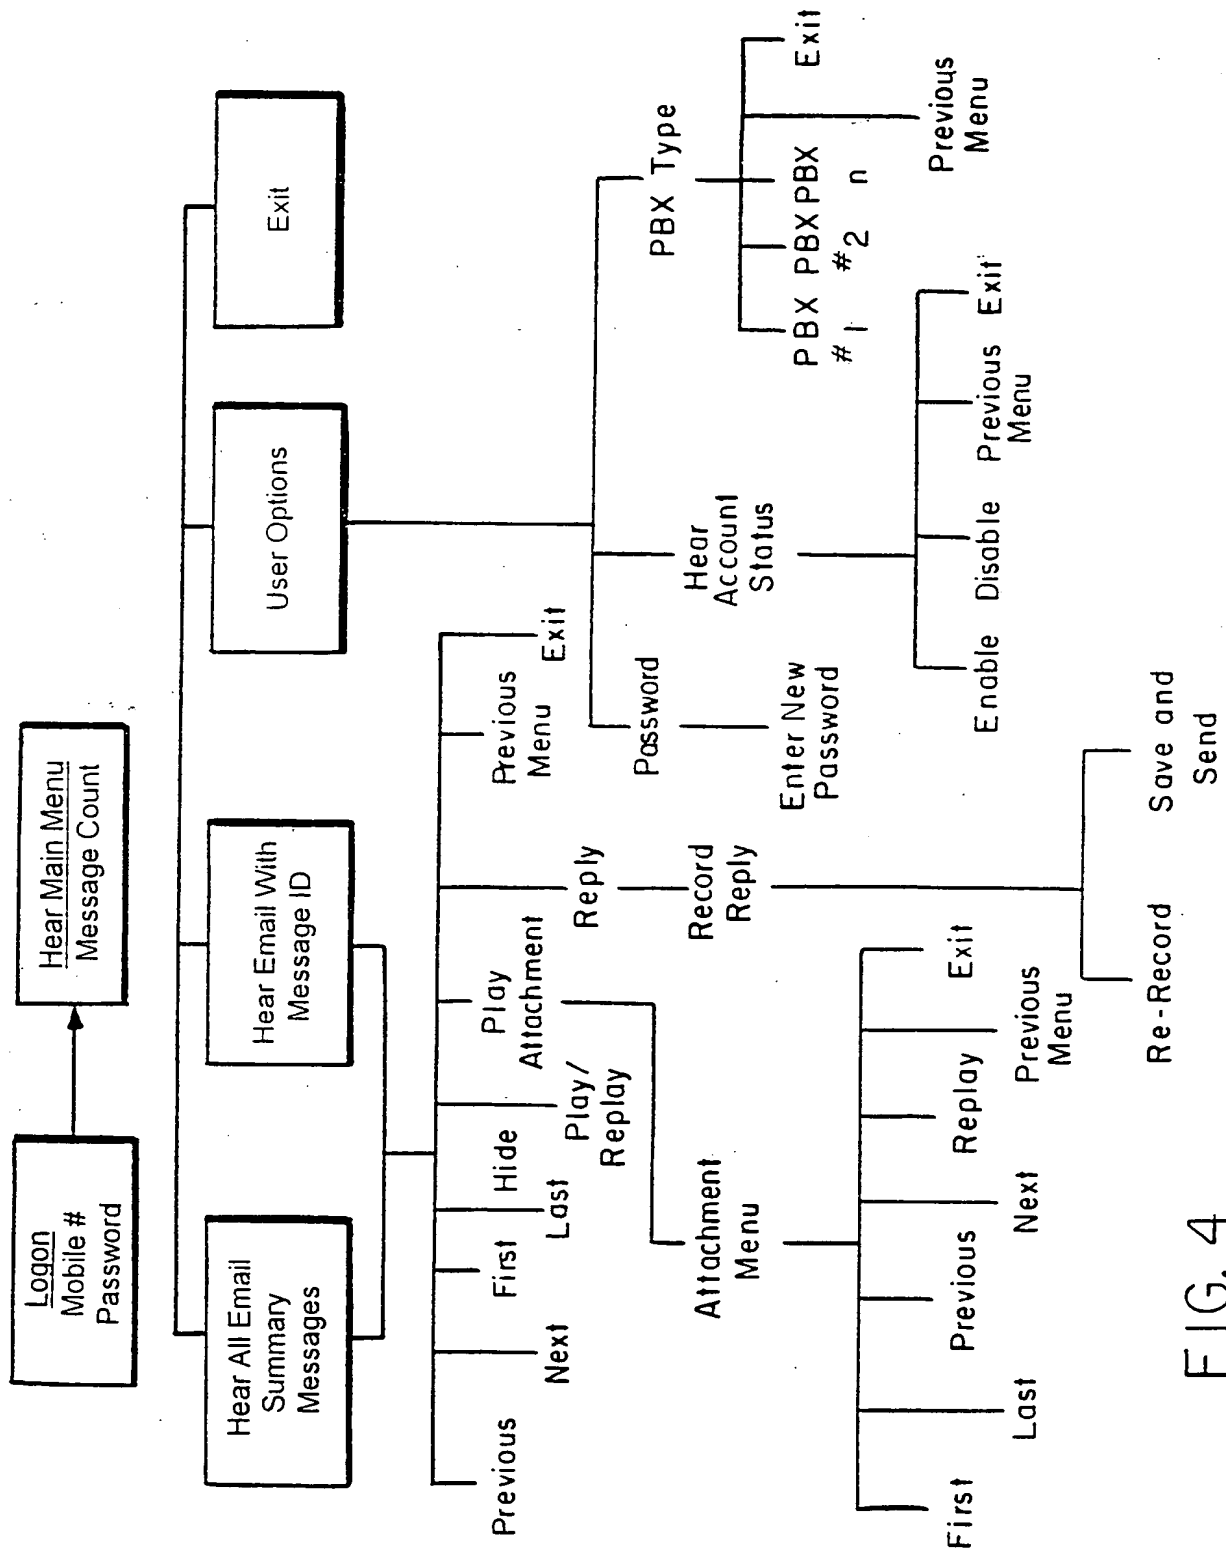 Logon
Mobile #
Password
Hear Main Menu
Message Count
Hear All Email
Summary
Messages
Hear Email With
Message ID
User Options
Exit
Previous
Next
First
Last
Hide
Play/
Replay
Play
Attachment
Reply
Previous
Menu
Exit
Attachment
Menu
Record
Reply
Password
Hear
Account
Status
PBX Type
Enter New
Password
PBX
# 1
PBX
# 2
PBX
n
Previous
Menu
Exit
First
Last
Previous
Next
Replay
Previous
Menu
Exit
Enable
Disable
Previous
Menu
Exit
Re-Record
Save and
Send
FIG. 4